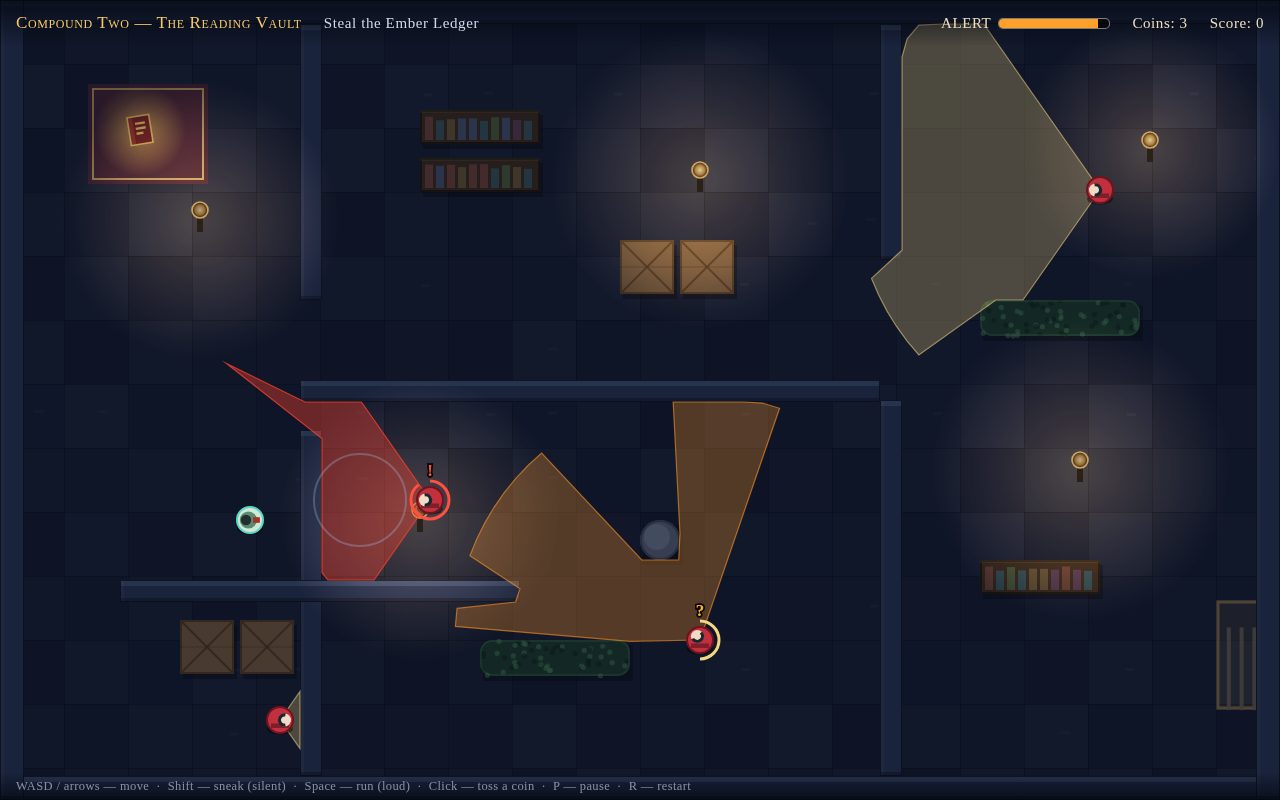 Compound Two — The Reading Vault Steal the Ember Ledger ALERT Coins: 3 Score: 0
!
?
WASD / arrows — move · Shift — sneak (silent) · Space — run (loud) · Click — toss a coin · P — pause · R — restart